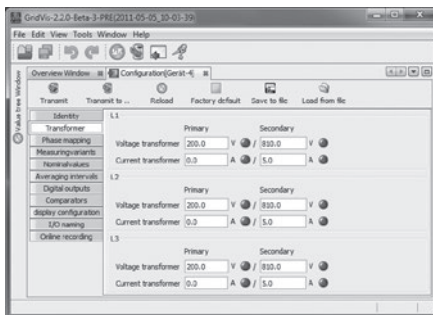 GridVis-2.2.0-Beta-3-PRE(2011-05-05_10-03-39)
File Edit View Tools Window Help
Value tree Window
Overview Window Configuration[Gerät-4]
Transmit Transmit to .. Reload Factory default Save to file Load from file
Identity
Transformer
Phase mapping
Measuringvariants
Nominalvalues
Averaging intervals
Digital outputs
Comparators
display configuration
I/O naming
Online recording
L1
Primary Secondary
Voltage transformer 200.0 V / 810.0 V
Current transformer 0.0 A / 5.0 A
L2
Primary Secondary
Voltage transformer 200.0 V / 810.0 V
Current transformer 0.0 A / 5.0 A
L3
Primary Secondary
Voltage transformer 200.0 V / 810.0 V
Current transformer 0.0 A / 5.0 A